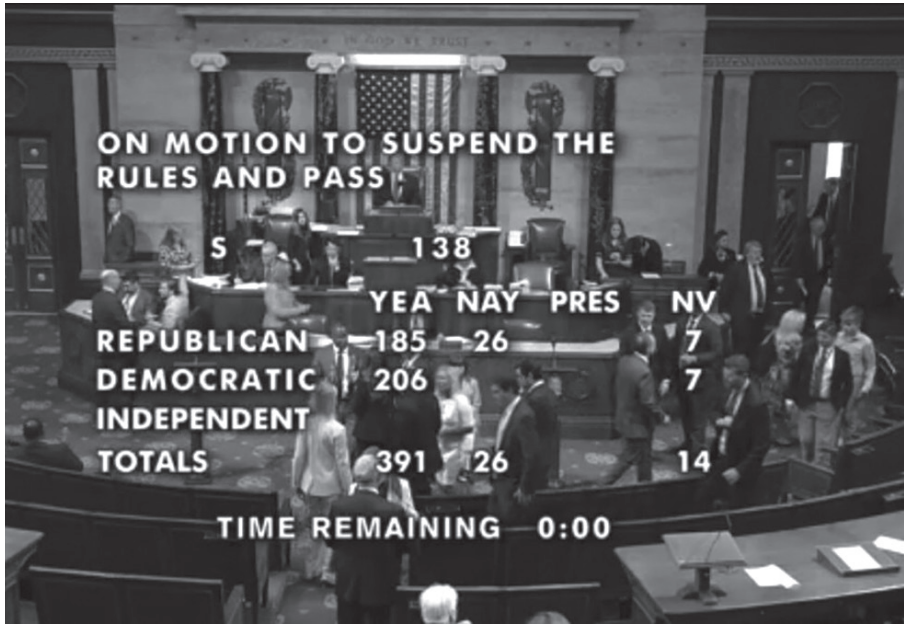 IN GOD WE TRUST
ON MOTION TO SUSPEND THE
RULES AND PASS
S 138
YEA NAY PRES NV
REPUBLICAN 185 26 7
DEMOCRATIC 206 7
INDEPENDENT
TOTALS 391 26 14
TIME REMAINING 0:00